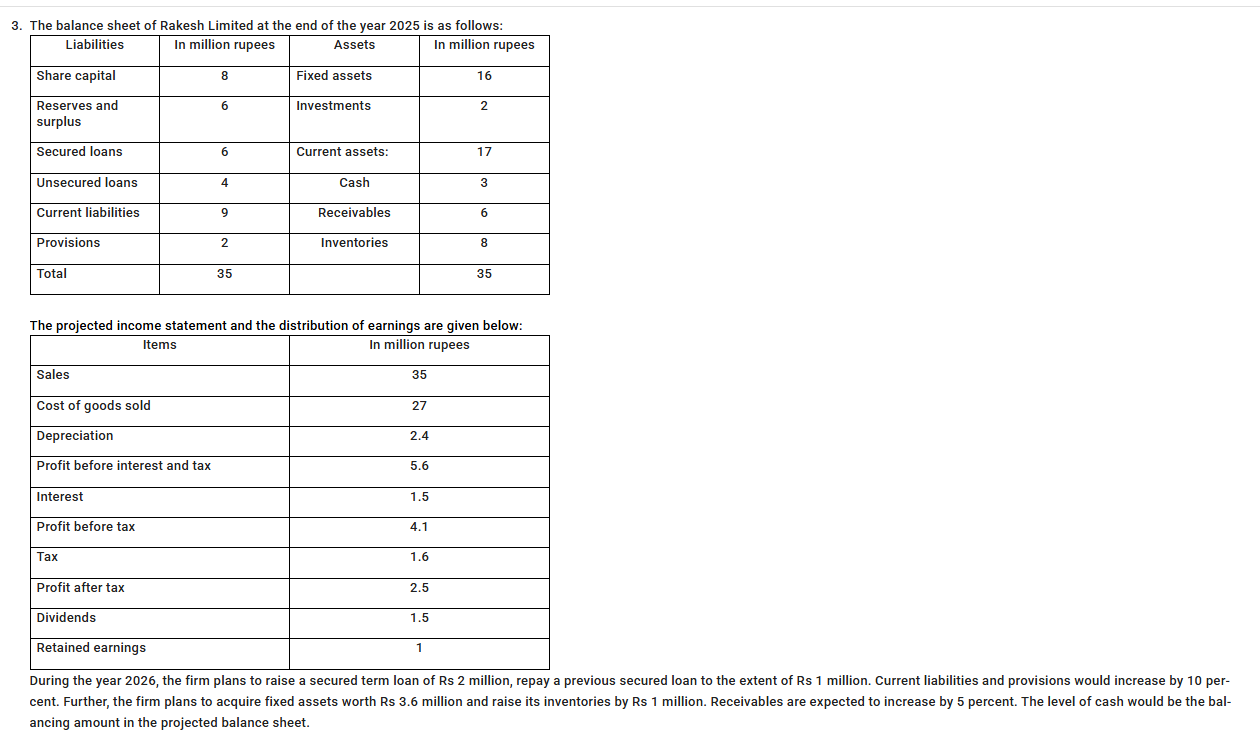 3. The balance sheet of Rakesh Limited at the end of the year 2025 is as follows:
Liabilities In million rupees Assets In million rupees
Share capital 8 Fixed assets 16
Reserves and surplus 6 Investments 2
Secured loans 6 Current assets: 17
Unsecured loans 4 Cash 3
Current liabilities 9 Receivables 6
Provisions 2 Inventories 8
Total 35 35
The projected income statement and the distribution of earnings are given below:
Items In million rupees
Sales 35
Cost of goods sold 27
Depreciation 2.4
Profit before interest and tax 5.6
Interest 1.5
Profit before tax 4.1
Tax 1.6
Profit after tax 2.5
Dividends 1.5
Retained earnings 1
During the year 2026, the firm plans to raise a secured term loan of Rs 2 million, repay a previous secured loan to the extent of Rs 1 million. Current liabilities and provisions would increase by 10 per-
cent. Further, the firm plans to acquire fixed assets worth Rs 3.6 million and raise its inventories by Rs 1 million. Receivables are expected to increase by 5 percent. The level of cash would be the bal-
ancing amount in the projected balance sheet.